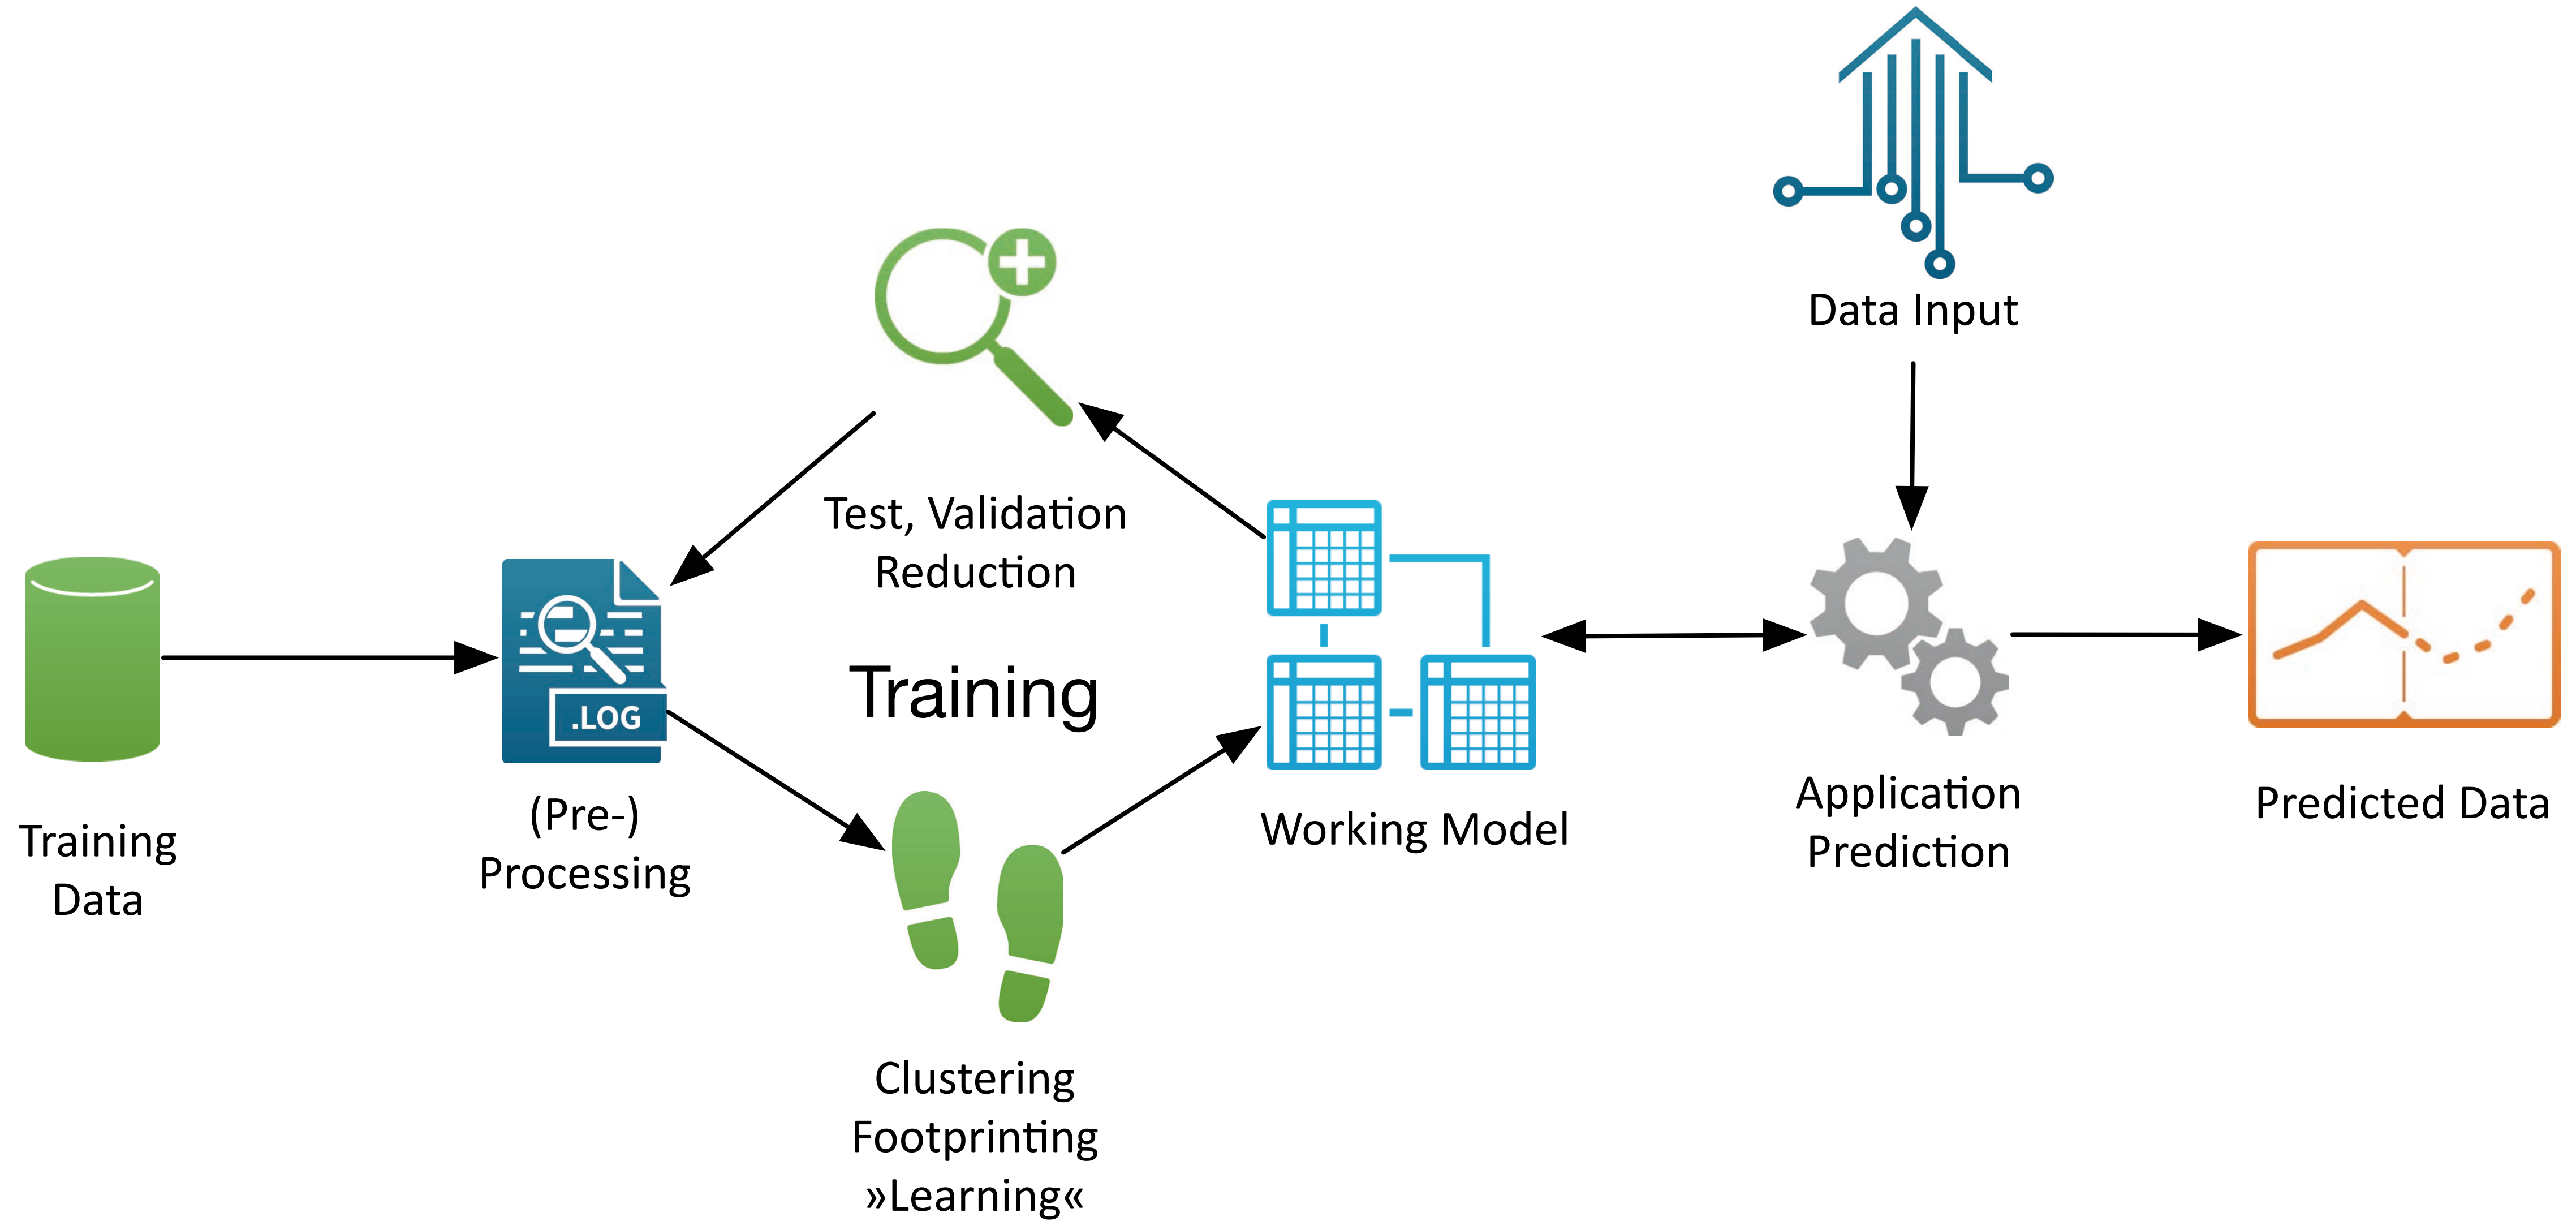 Data Input
Test, Validation
Reduction
Training
.LOG
Training
Data
(Pre-)
Processing
Clustering
Footprinting
»Learning«
Working Model
Application
Prediction
Predicted Data